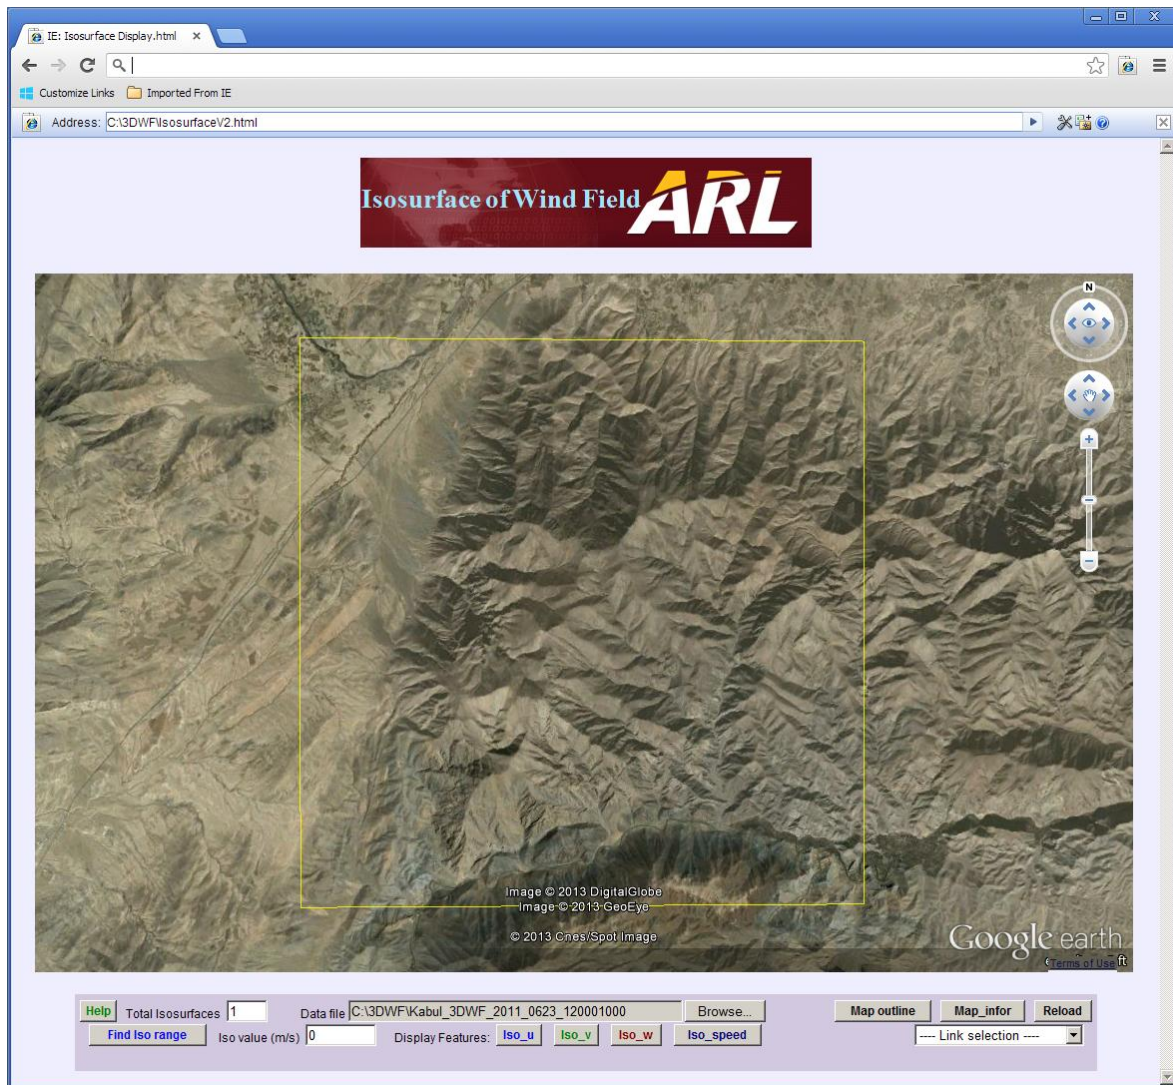 IE: Isosurface Display.html
Customize Links Imported From IE
Address: C:\3DWF\IsosurfaceV2.html
Isosurface of Wind Field ARL
N
Image © 2013 DigitalGlobe
Image © 2013 GeoEye
© 2013 Cnes/Spot Image
Google earth
Terms of Use ft
Help Total Isosurfaces 1 Data file C:\3DWF\Kabul_3DWF_2011_0623_120001000 Browse... Map outline Map_infor Reload
Find Iso range Iso value (m/s) 0 Display Features: Iso_u Iso_v Iso_w Iso_speed ---- Link selection ----